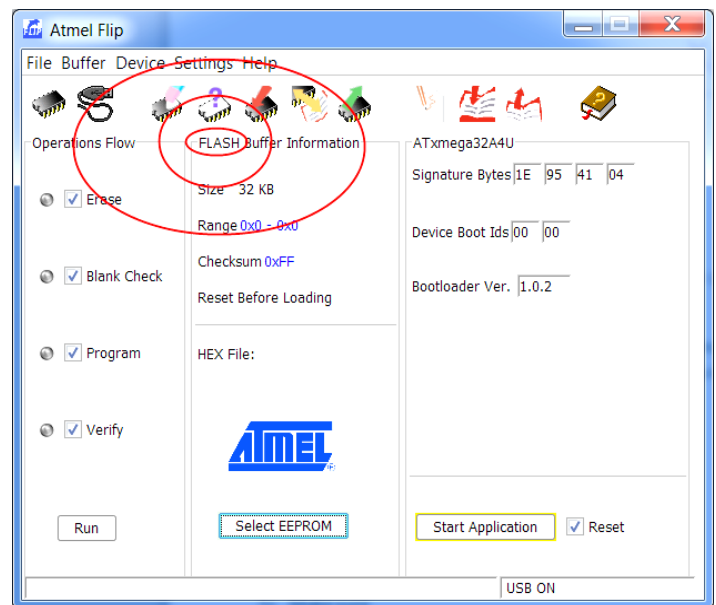 Atmel Flip
File Buffer Device Settings Help
Operations Flow
Erase
Blank Check
Program
Verify
Run
FLASH Buffer Information
Size 32 KB
Range 0x0 - 0x0
Checksum 0xFF
Reset Before Loading
HEX File:
ATMEL
Select EEPROM
ATxmega32A4U
Signature Bytes 1E 95 41 04
Device Boot Ids 00 00
Bootloader Ver. 1.0.2
Start Application
Reset
USB ON